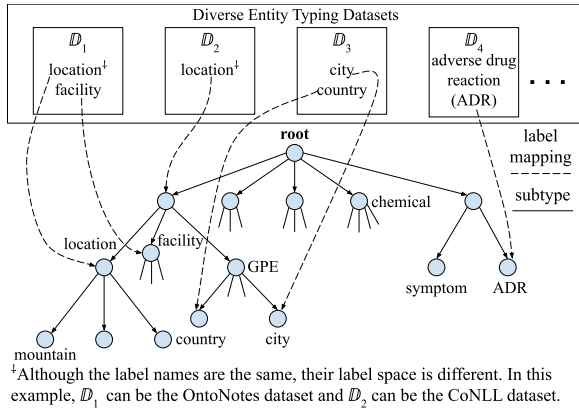 Diverse Entity Typing Datasets
𝔻1
location‡
facility
𝔻2
location‡
𝔻3
city
country
𝔻4
adverse drug
reaction
(ADR)
...
root
label
mapping
subtype
chemical
location
facility
GPE
symptom
ADR
mountain
country
city
‡Although the label names are the same, their label space is different. In this
example, 𝔻1 can be the OntoNotes dataset and 𝔻2 can be the CoNLL dataset.